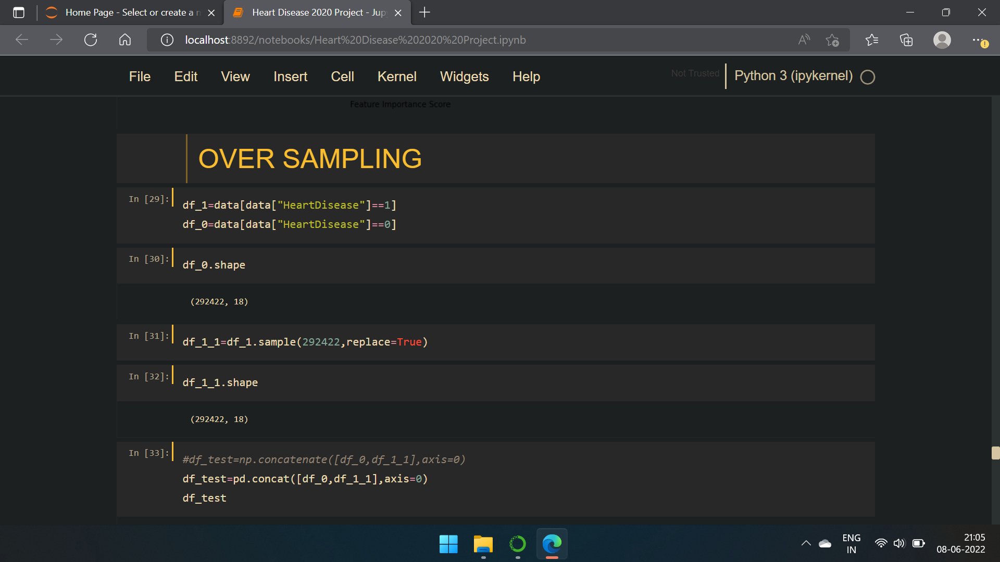 Home Page - Select or create a n
Heart Disease 2020 Project - Jup
localhost:8892/notebooks/Heart%20Disease%202020%20Project.ipynb
File Edit View Insert Cell Kernel Widgets Help
Not Trusted
Python 3 (ipykernel)
Feature Importance Score
OVER SAMPLING
In [29]:
df_1=data[data["HeartDisease"]==1]
df_0=data[data["HeartDisease"]==0]
In [30]:
df_0.shape
(292422, 18)
In [31]:
df_1_1=df_1.sample(292422,replace=True)
In [32]:
df_1_1.shape
(292422, 18)
In [33]:
#df_test=np.concatenate([df_0,df_1_1],axis=0)
df_test=pd.concat([df_0,df_1_1],axis=0)
df_test
ENG
IN
21:05
08-06-2022